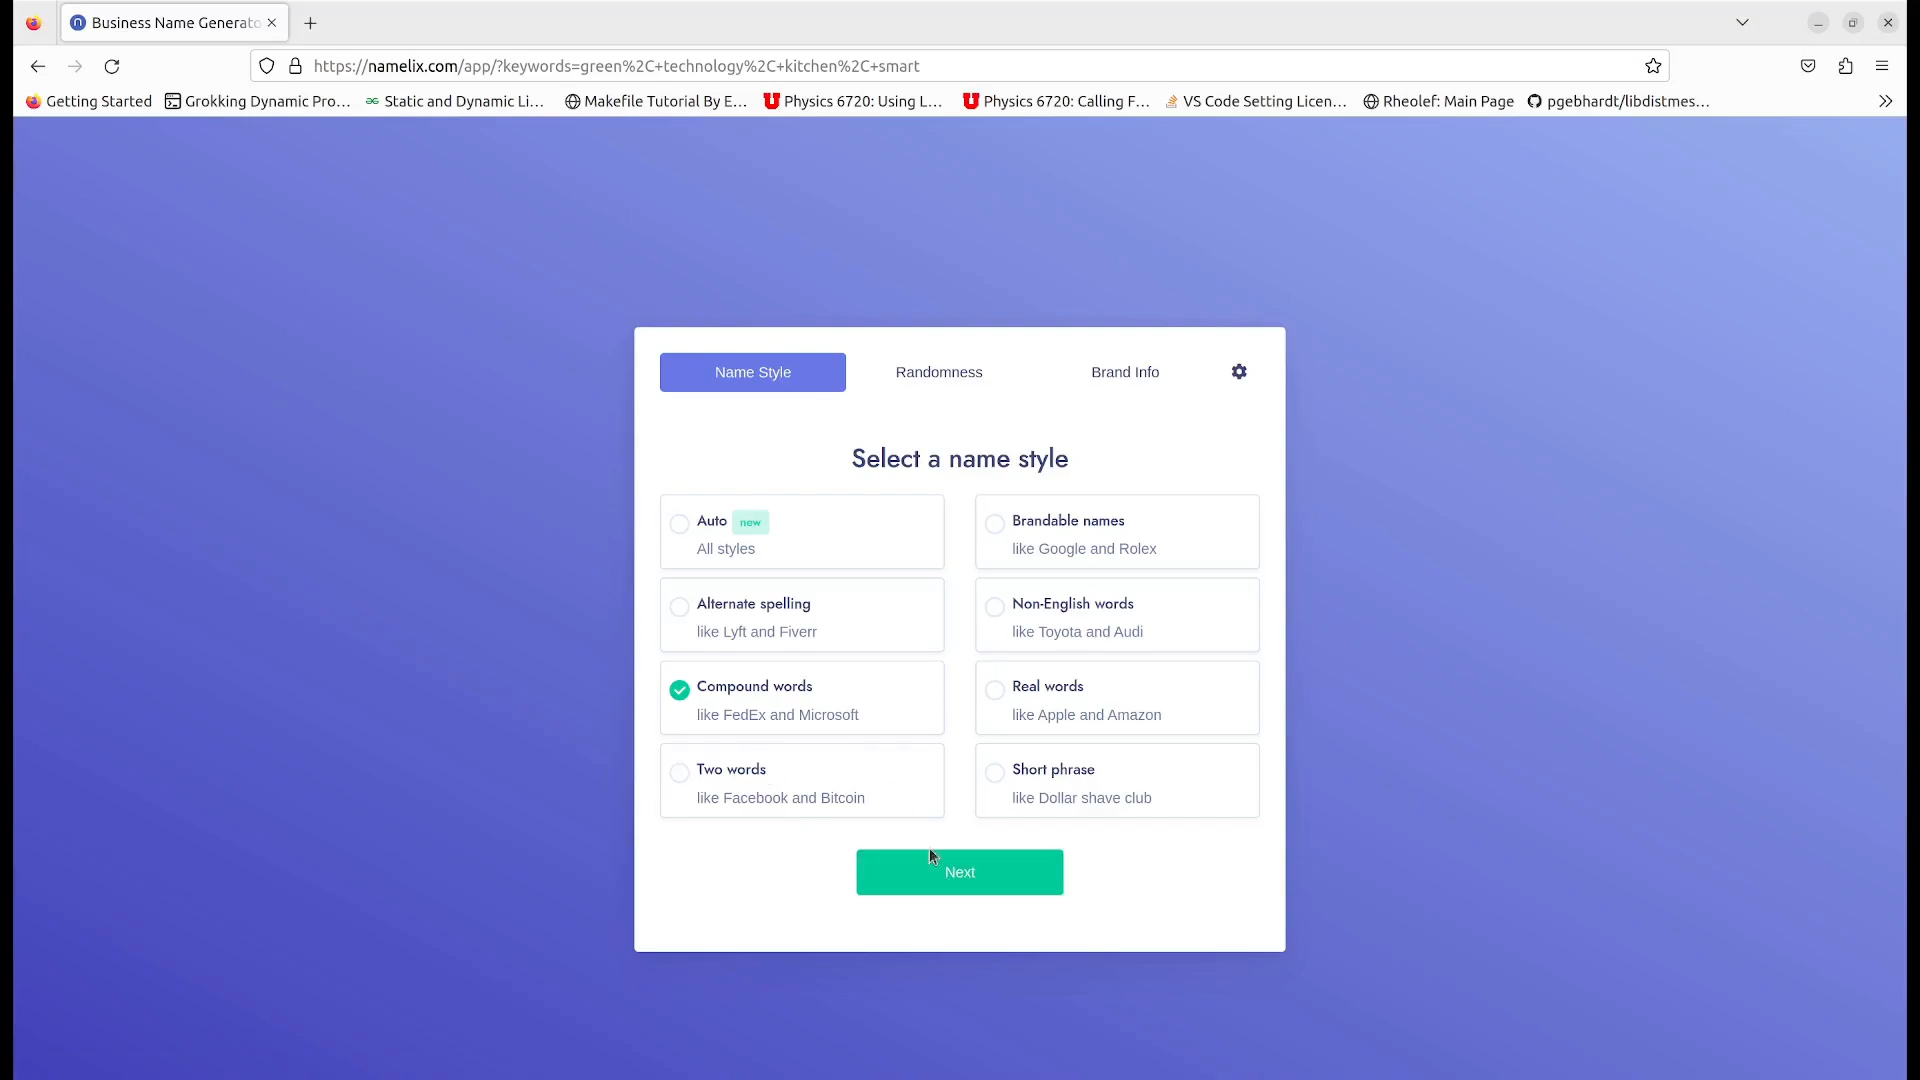 Business Name Generato
https://namelix.com/app/?keywords=green%2C+technology%2C+kitchen%2C+smart
Getting Started
Grokking Dynamic Pro...
Static and Dynamic Li...
Makefile Tutorial By E...
Physics 6720: Using L...
Physics 6720: Calling F...
VS Code Setting Licen...
Rheolef: Main Page
pgebhardt/libdistmes...
Name Style
Randomness
Brand Info
Select a name style
Auto new
All styles
Brandable names
like Google and Rolex
Alternate spelling
like Lyft and Fiverr
Non-English words
like Toyota and Audi
Compound words
like FedEx and Microsoft
Real words
like Apple and Amazon
Two words
like Facebook and Bitcoin
Short phrase
like Dollar shave club
Next